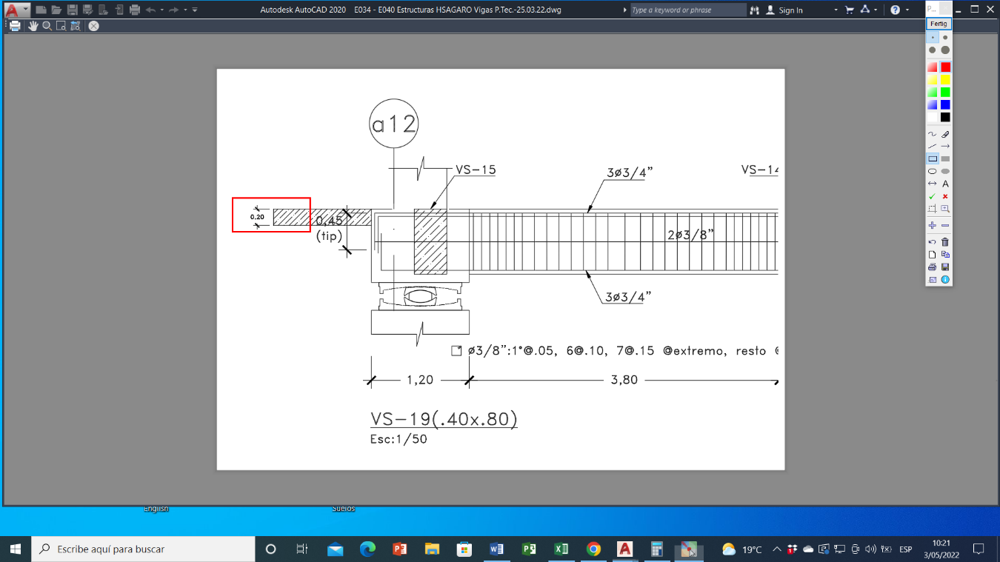 Autodesk AutoCAD 2020 E034 - E040 Estructuras HSAGARO Vigas P.Tec.-25.03.22.dwg
Type a keyword or phrase
Sign In
P...
Fertig
a12
VS-15
3ø3/4"
VS-14
0,20
0,45
(tip)
2ø3/8"
3ø3/4"
ø3/8":1°@.05, 6@.10, 7@.15 @extremo, resto @
1,20
3,80
VS-19(.40x.80)
Esc:1/50
English
Suelos
Escribe aquí para buscar
19°C
ESP
10:21
3/05/2022